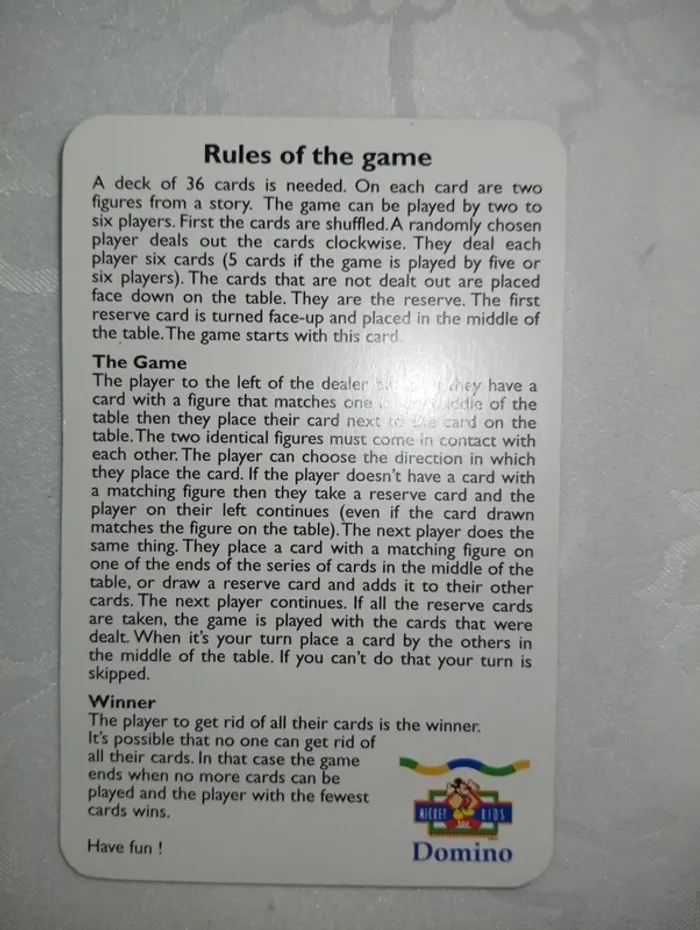 Rules of the game
A deck of 36 cards is needed. On each card are two
figures from a story. The game can be played by two to
six players. First the cards are shuffled. A randomly chosen
player deals out the cards clockwise. They deal each
player six cards (5 cards if the game is played by five or
six players). The cards that are not dealt out are placed
face down on the table. They are the reserve. The first
reserve card is turned face-up and placed in the middle of
the table. The game starts with this card.
The Game
The player to the left of the dealer they have a
card with a figure that matches one middle of the
table then they place their card next to the card on the
table. The two identical figures must come in contact with
each other. The player can choose the direction in which
they place the card. If the player doesn't have a card with
a matching figure then they take a reserve card and the
player on their left continues (even if the card drawn
matches the figure on the table). The next player does the
same thing. They place a card with a matching figure on
one of the ends of the series of cards in the middle of the
table, or draw a reserve card and adds it to their other
cards. The next player continues. If all the reserve cards
are taken, the game is played with the cards that were
dealt. When it's your turn place a card by the others in
the middle of the table. If you can't do that your turn is
skipped.
Winner
The player to get rid of all their cards is the winner.
It's possible that no one can get rid of
all their cards. In that case the game
ends when no more cards can be
played and the player with the fewest
cards wins.
Have fun !
MICKEY KIDS
Domino